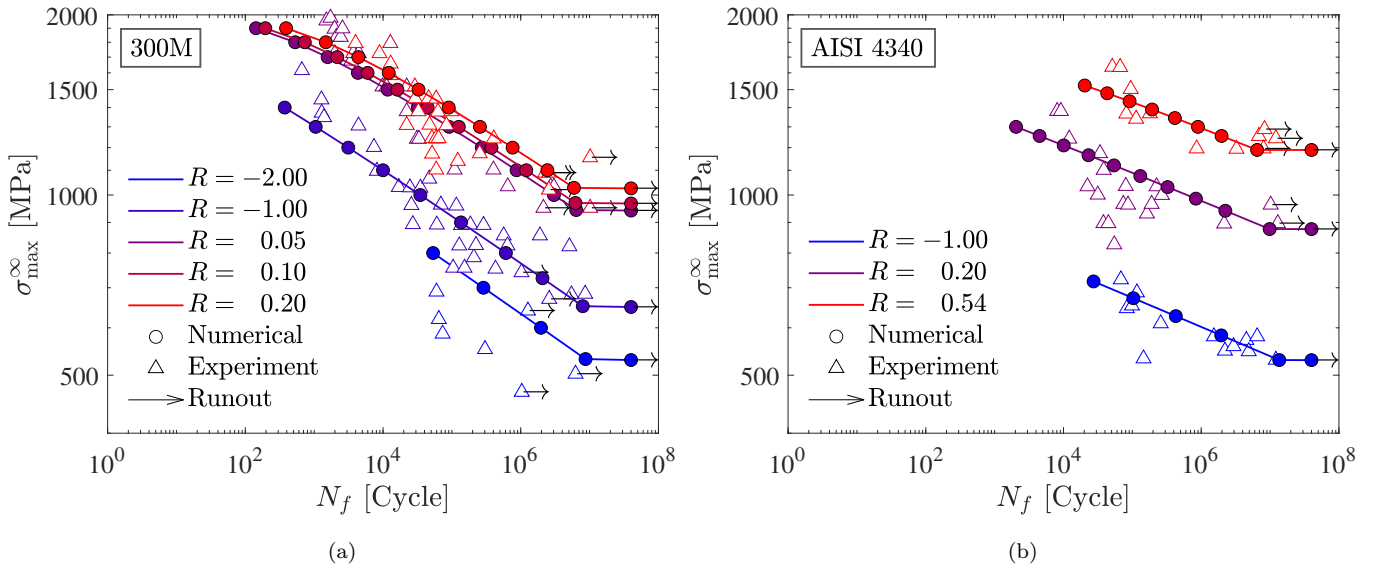 300M
2000
1500
1000
500
σ∞max [MPa]
R = −2.00
R = −1.00
R = 0.05
R = 0.10
R = 0.20
Numerical
Experiment
Runout
10^0 10^2 10^4 10^6 10^8
N_f [Cycle]
(a)
AISI 4340
2000
1500
1000
500
σ∞max [MPa]
R = −1.00
R = 0.20
R = 0.54
Numerical
Experiment
Runout
10^0 10^2 10^4 10^6 10^8
N_f [Cycle]
(b)